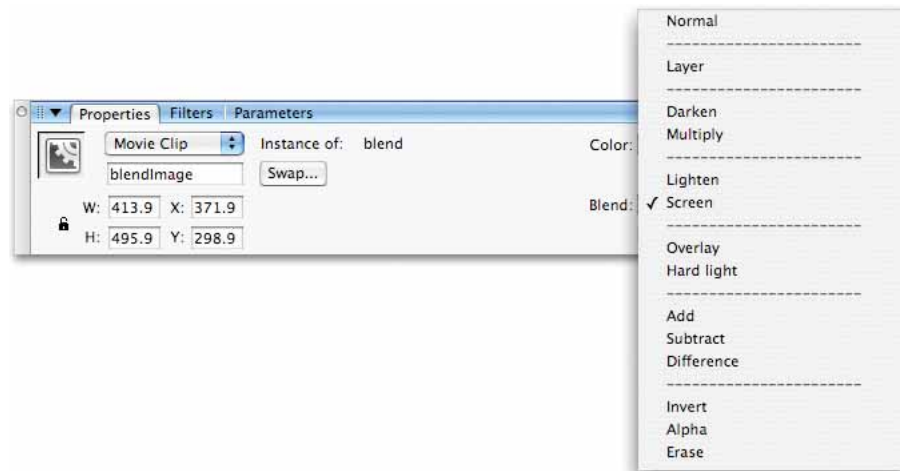 Properties Filters Parameters
Movie Clip Instance of: blend Color:
blendImage Swap...
W: 413.9 X: 371.9 Blend:
H: 495.9 Y: 298.9
Normal
------------------------
Layer
------------------------
Darken
Multiply
------------------------
Lighten
✓ Screen
------------------------
Overlay
Hard light
------------------------
Add
Subtract
Difference
------------------------
Invert
Alpha
Erase